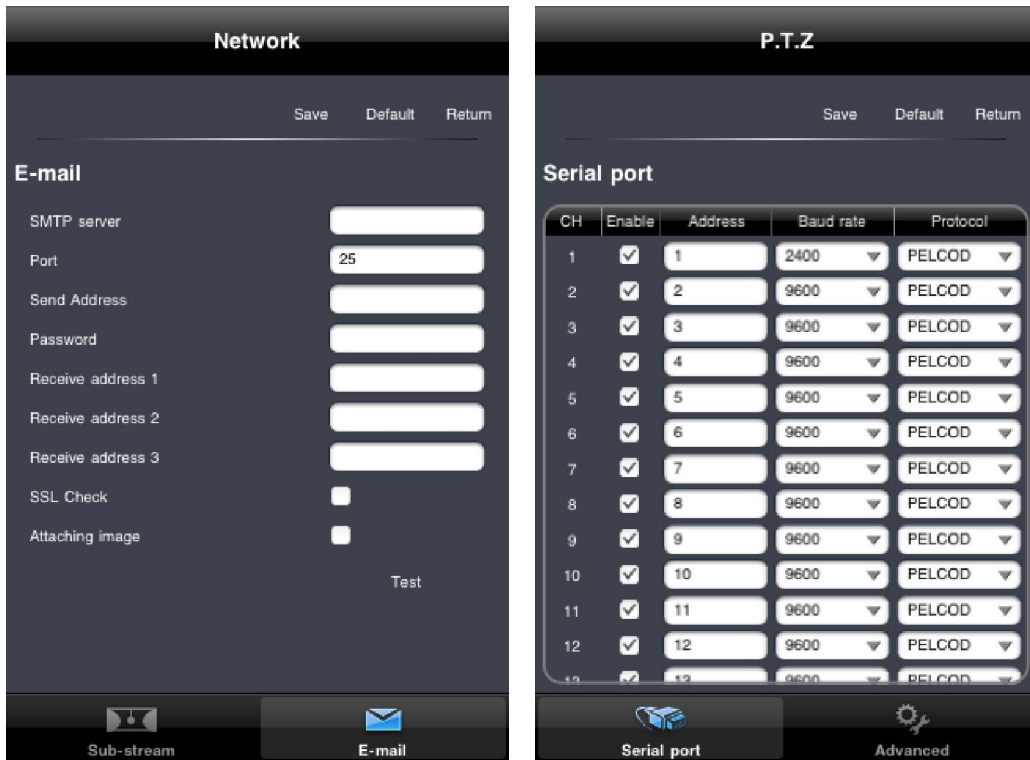 Network
Save Default Return
E-mail
SMTP server
Port 25
Send Address
Password
Receive address 1
Receive address 2
Receive address 3
SSL Check
Attaching image
Test
Sub-stream E-mail
P.T.Z
Save Default Return
Serial port
CH Enable Address Baud rate Protocol
1 1 2400 PELCOD
2 2 9600 PELCOD
3 3 9600 PELCOD
4 4 9600 PELCOD
5 5 9600 PELCOD
6 6 9600 PELCOD
7 7 9600 PELCOD
8 8 9600 PELCOD
9 9 9600 PELCOD
10 10 9600 PELCOD
11 11 9600 PELCOD
12 12 9600 PELCOD
13 13 9600 PELCOD
Serial port Advanced